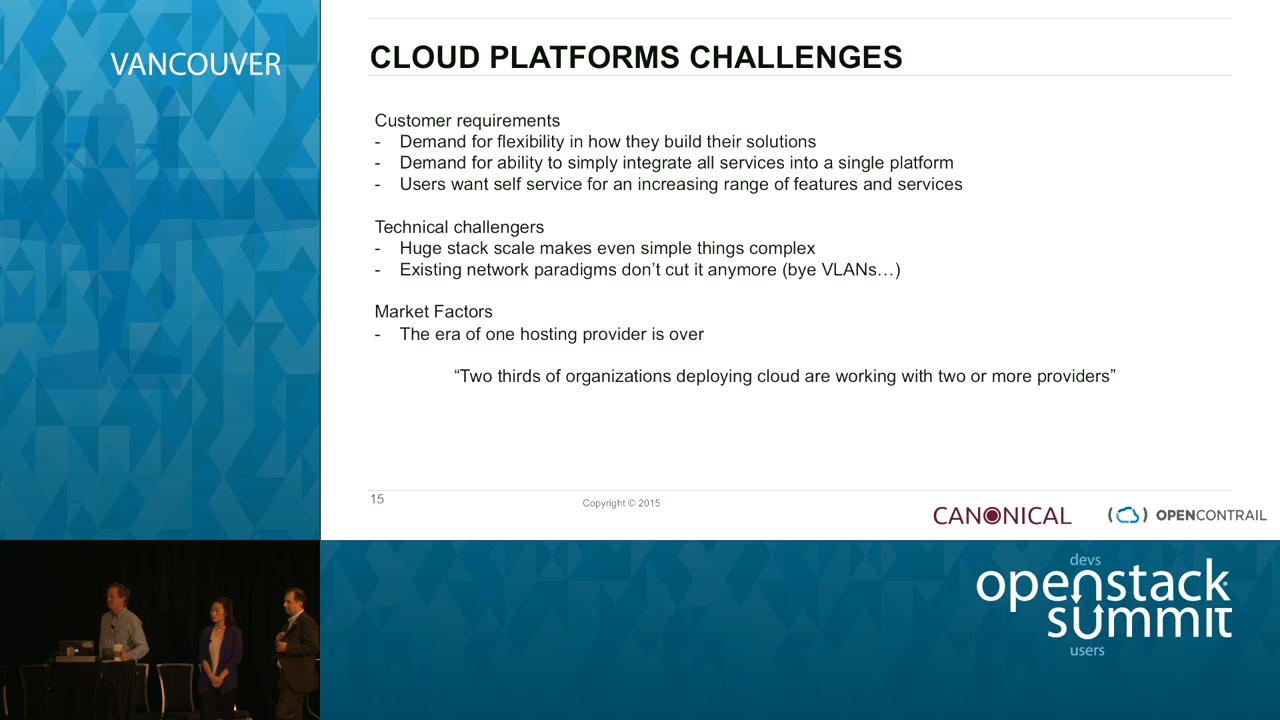 VANCOUVER
CLOUD PLATFORMS CHALLENGES
Customer requirements
- Demand for flexibility in how they build their solutions
- Demand for ability to simply integrate all services into a single platform
- Users want self service for an increasing range of features and services
Technical challengers
- Huge stack scale makes even simple things complex
- Existing network paradigms don’t cut it anymore (bye VLANs…)
Market Factors
- The era of one hosting provider is over
“Two thirds of organizations deploying cloud are working with two or more providers”
15
Copyright © 2015
CANONICAL
OPENCONTRAIL
devs
openstack
summit
users